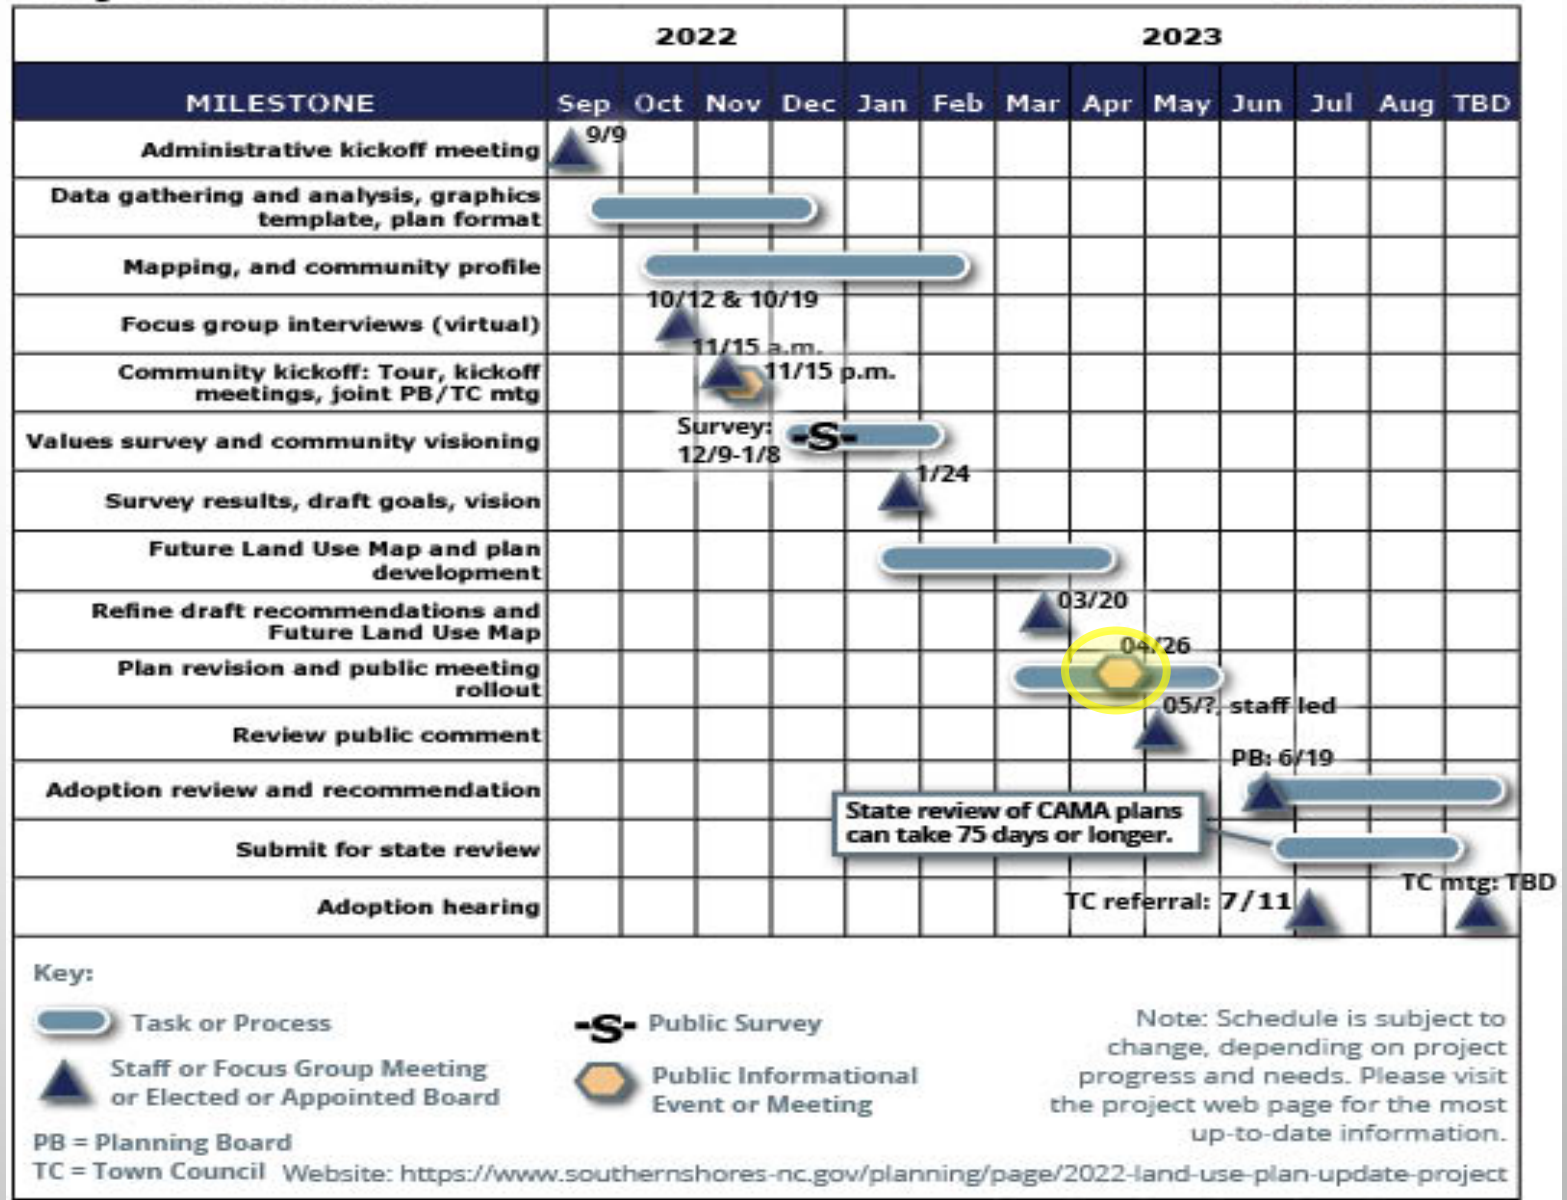 2022 2023
MILESTONE Sep Oct Nov Dec Jan Feb Mar Apr May Jun Jul Aug TBD
Administrative kickoff meeting 9/9
Data gathering and analysis, graphics
template, plan format
Mapping, and community profile
10/12 & 10/19
Focus group interviews (virtual)
11/15 a.m.
Community kickoff: Tour, kickoff 11/15 p.m.
meetings, joint PB/TC mtg
Survey: -S-
Values survey and community visioning
12/9-1/8
1/24
Survey results, draft goals, vision
Future Land Use Map and plan
development
Refine draft recommendations and 03/20
Future Land Use Map
04/26
Plan revision and public meeting
rollout
05/?, staff led
Review public comment
PB: 6/19
Adoption review and recommendation
State review of CAMA plans
can take 75 days or longer.
Submit for state review
TC mtg: TBD
Adoption hearing TC referral: 7/11
Key:
Task or Process
-S- Public Survey
Staff or Focus Group Meeting
or Elected or Appointed Board
Public Informational
Event or Meeting
Note: Schedule is subject to
change, depending on project
progress and needs. Please visit
the project web page for the most
up-to-date information.
PB = Planning Board
TC = Town Council Website: https://www.southernshores-nc.gov/planning/page/2022-land-use-plan-update-project